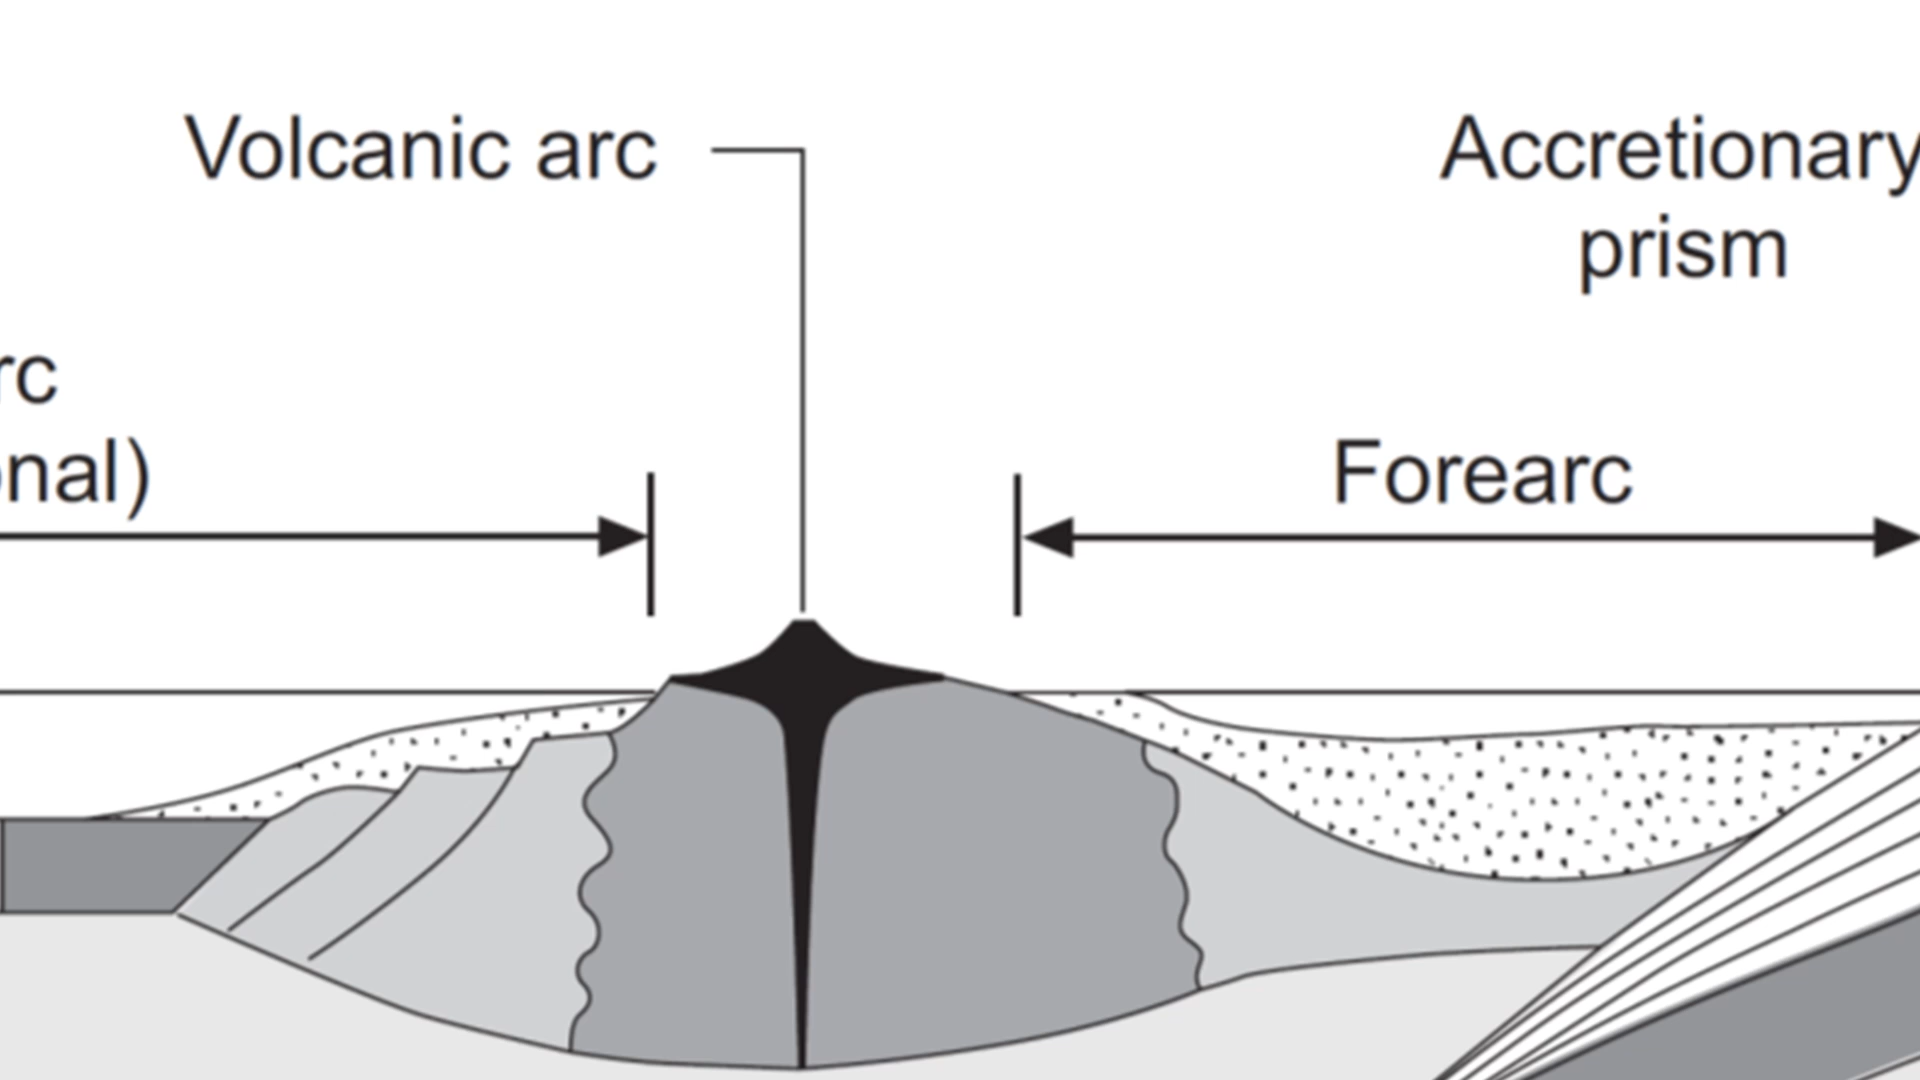 Volcanic arc
Accretionary
prism
rc
onal)
Forearc